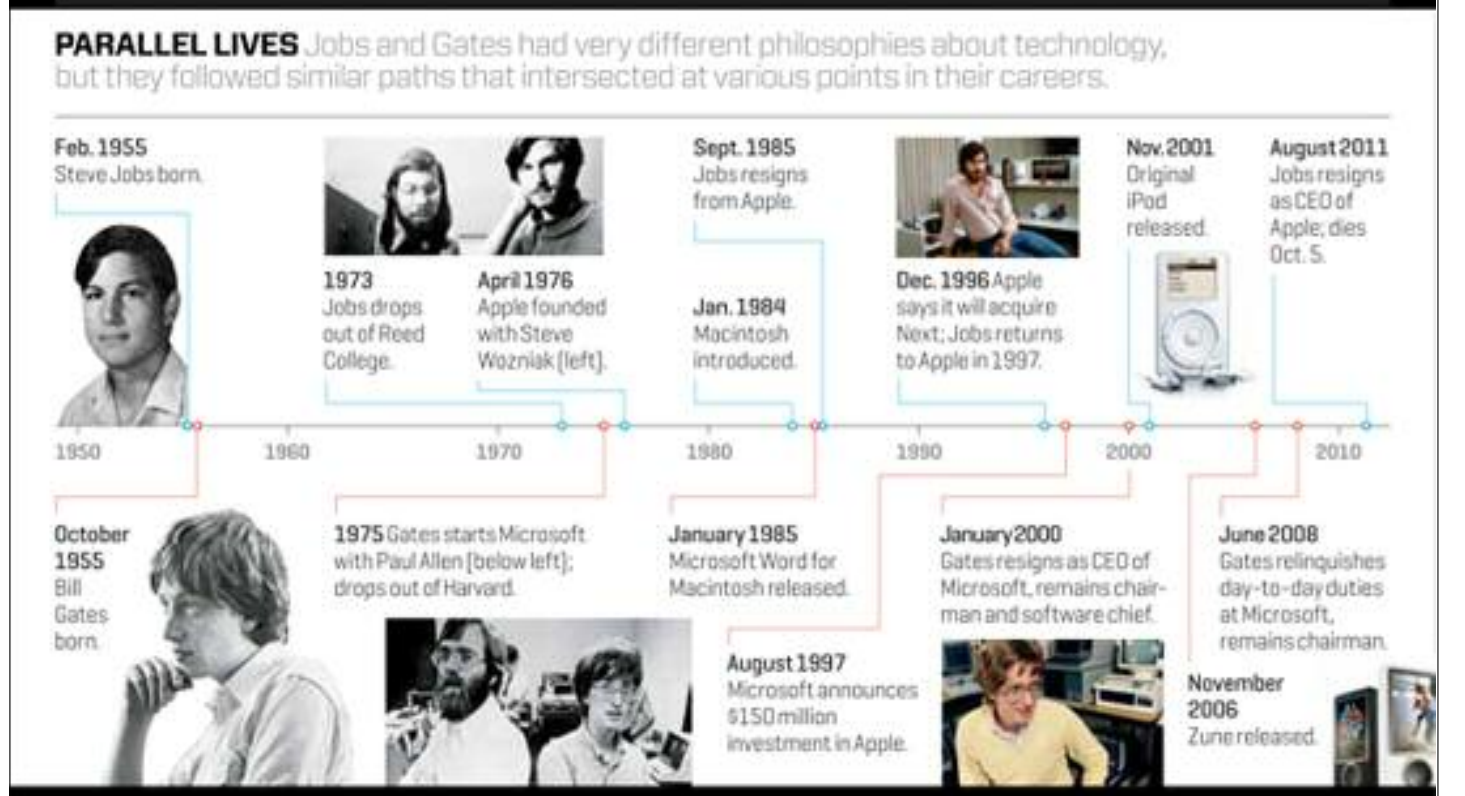 PARALLEL LIVES Jobs and Gates had very different philosophies about technology,
but they followed similar paths that intersected at various points in their careers.
Feb. 1955
Steve Jobs born.
1973
Jobs drops
out of Reed
College.
April 1976
Apple founded
with Steve
Wozniak [left].
Sept. 1985
Jobs resigns
from Apple.
Jan. 1984
Macintosh
introduced.
Dec. 1996 Apple
says it will acquire
Next; Jobs returns
to Apple in 1997.
Nov. 2001
Original
iPod
released.
August 2011
Jobs resigns
as CEO of
Apple; dies
Oct. 5.
1950 1960 1970 1980 1990 2000 2010
October
1955
Bill
Gates
born.
1975 Gates starts Microsoft
with Paul Allen [below left];
drops out of Harvard.
January 1985
Microsoft Word for
Macintosh released.
August 1997
Microsoft announces
$150 million
investment in Apple.
January 2000
Gates resigns as CEO of
Microsoft, remains chair-
man and software chief.
June 2008
Gates relinquishes
day-to-day duties
at Microsoft,
remains chairman.
November
2006
Zune released.